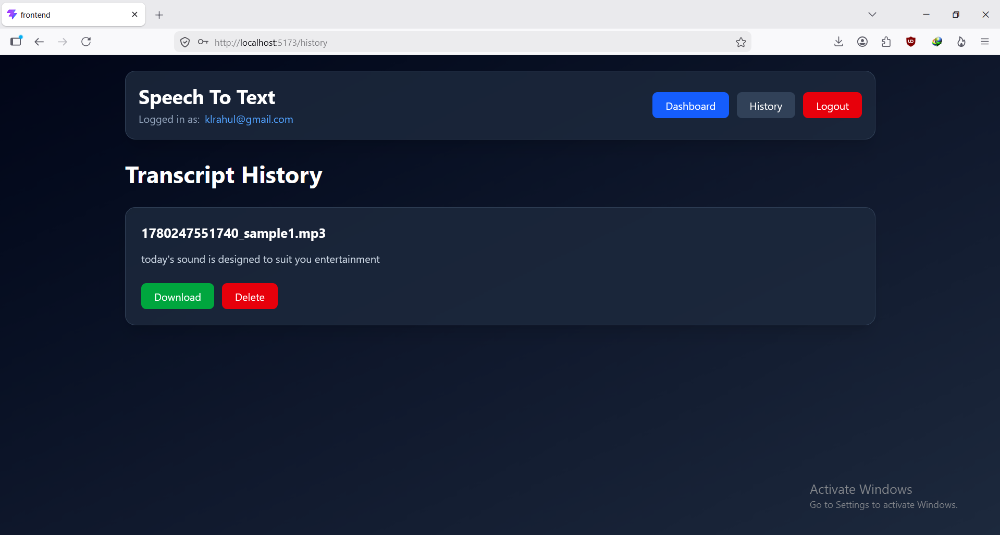 frontend
http://localhost:5173/history
Speech To Text
Logged in as: klrahul@gmail.com
Dashboard
History
Logout
Transcript History
1780247551740_sample1.mp3
today's sound is designed to suit you entertainment
Download
Delete
Activate Windows
Go to Settings to activate Windows.